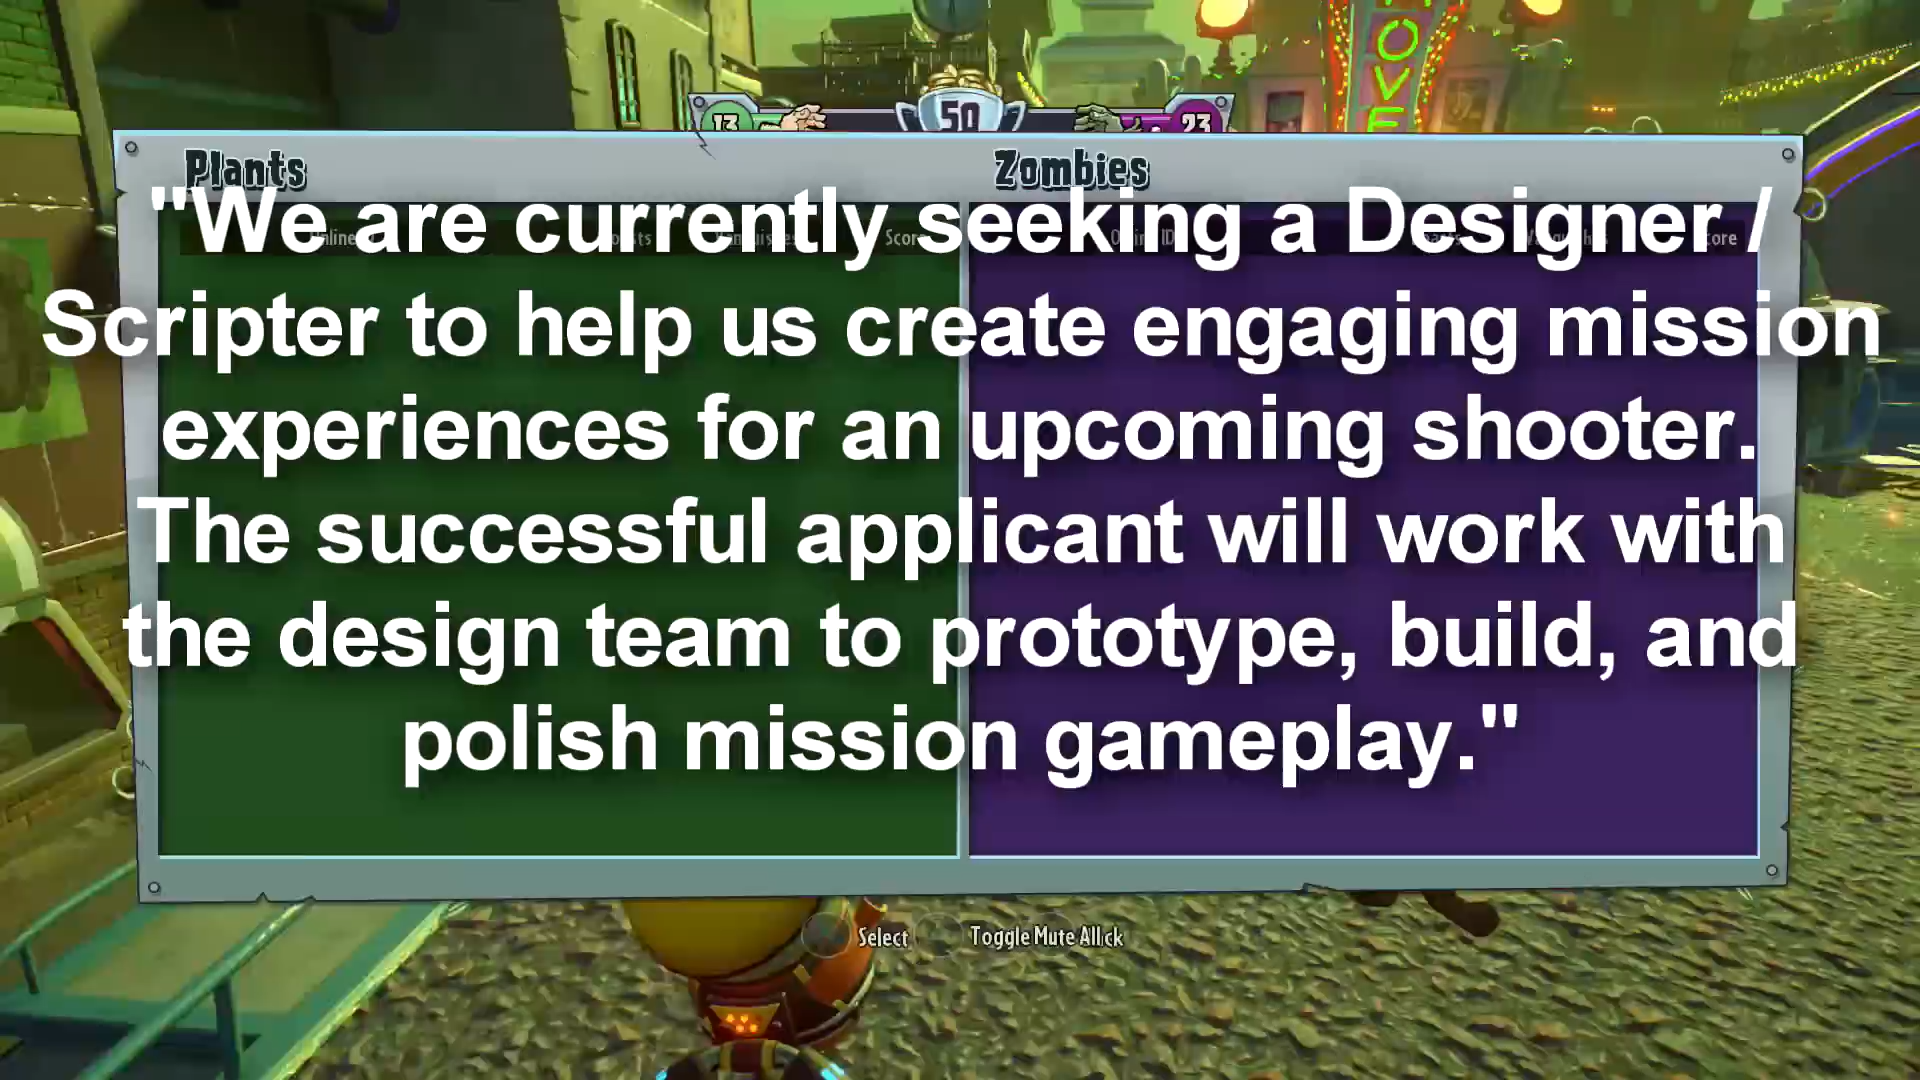 OVE
13
50
23
Plants
Zombies
"We are currently seeking a Designer /
Scripter to help us create engaging mission
experiences for an upcoming shooter.
The successful applicant will work with
the design team to prototype, build, and
polish mission gameplay."
Select
Toggle Mute All